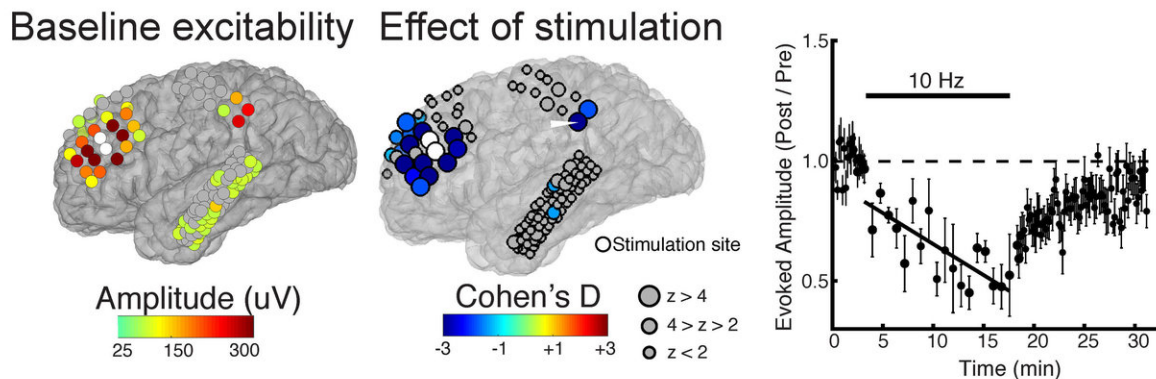 Baseline excitability
Amplitude (uV)
25 150 300
Effect of stimulation
Stimulation site
Cohen's D
-3 -1 +1 +3
z > 4
4 > z > 2
z < 2
Evoked Amplitude (Post / Pre)
1.5
1.0
0.5
10 Hz
0 5 10 15 20 25 30
Time (min)